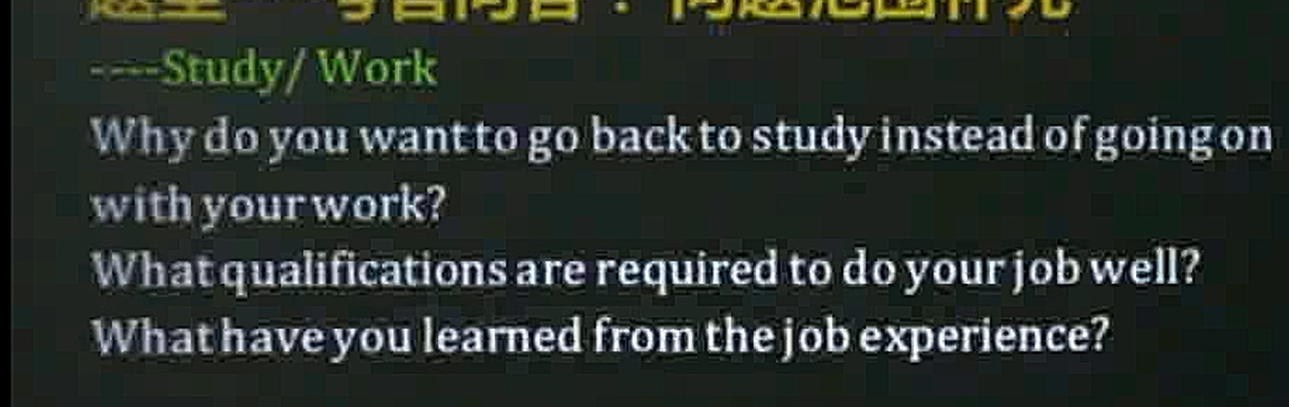 ----Study/ Work
Why do you want to go back to study instead of going on
with your work?
What qualifications are required to do your job well?
What have you learned from the job experience?